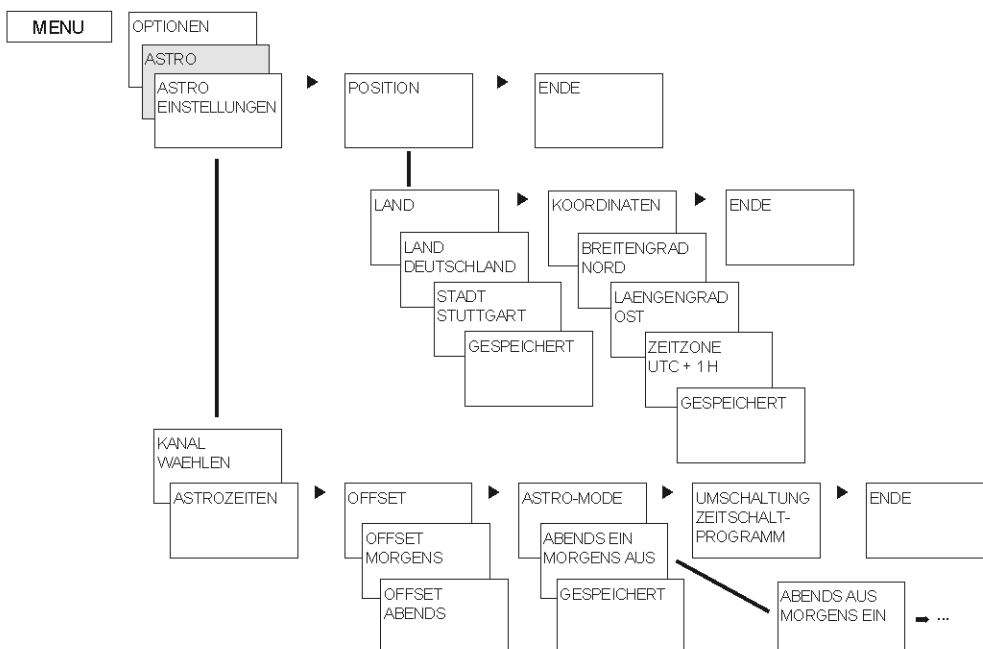 MENU
OPTIONEN
ASTRO
ASTRO
EINSTELLUNGEN
POSITION
ENDE
LAND
LAND
DEUTSCHLAND
STADT
STUTTGART
GESPEICHERT
KOORDINATEN
BREITENGRAD
NORD
LAENGENGRAD
OST
ZEITZONE
UTC + 1 H
GESPEICHERT
ENDE
KANAL
WAEHLEN
ASTROZEITEN
OFFSET
OFFSET
MORGENS
OFFSET
ABENDS
ASTRO-MODE
ABENDS EIN
MORGENS AUS
GESPEICHERT
UMSCHALTUNG
ZEITSCHALT-
PROGRAMM
ENDE
ABENDS AUS
MORGENS EIN
...